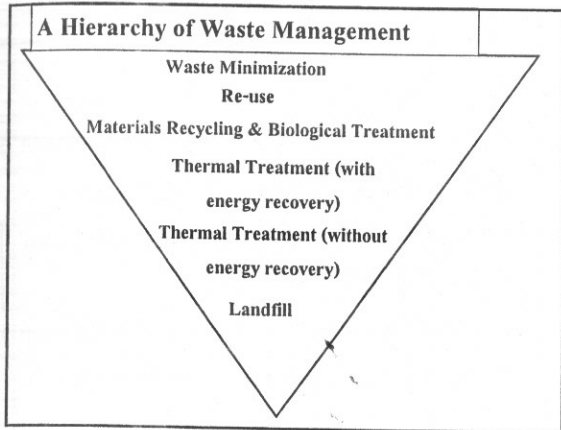 A Hierarchy of Waste Management
Waste Minimization
Re-use
Materials Recycling & Biological Treatment
Thermal Treatment (with
energy recovery)
Thermal Treatment (without
energy recovery)
Landfill